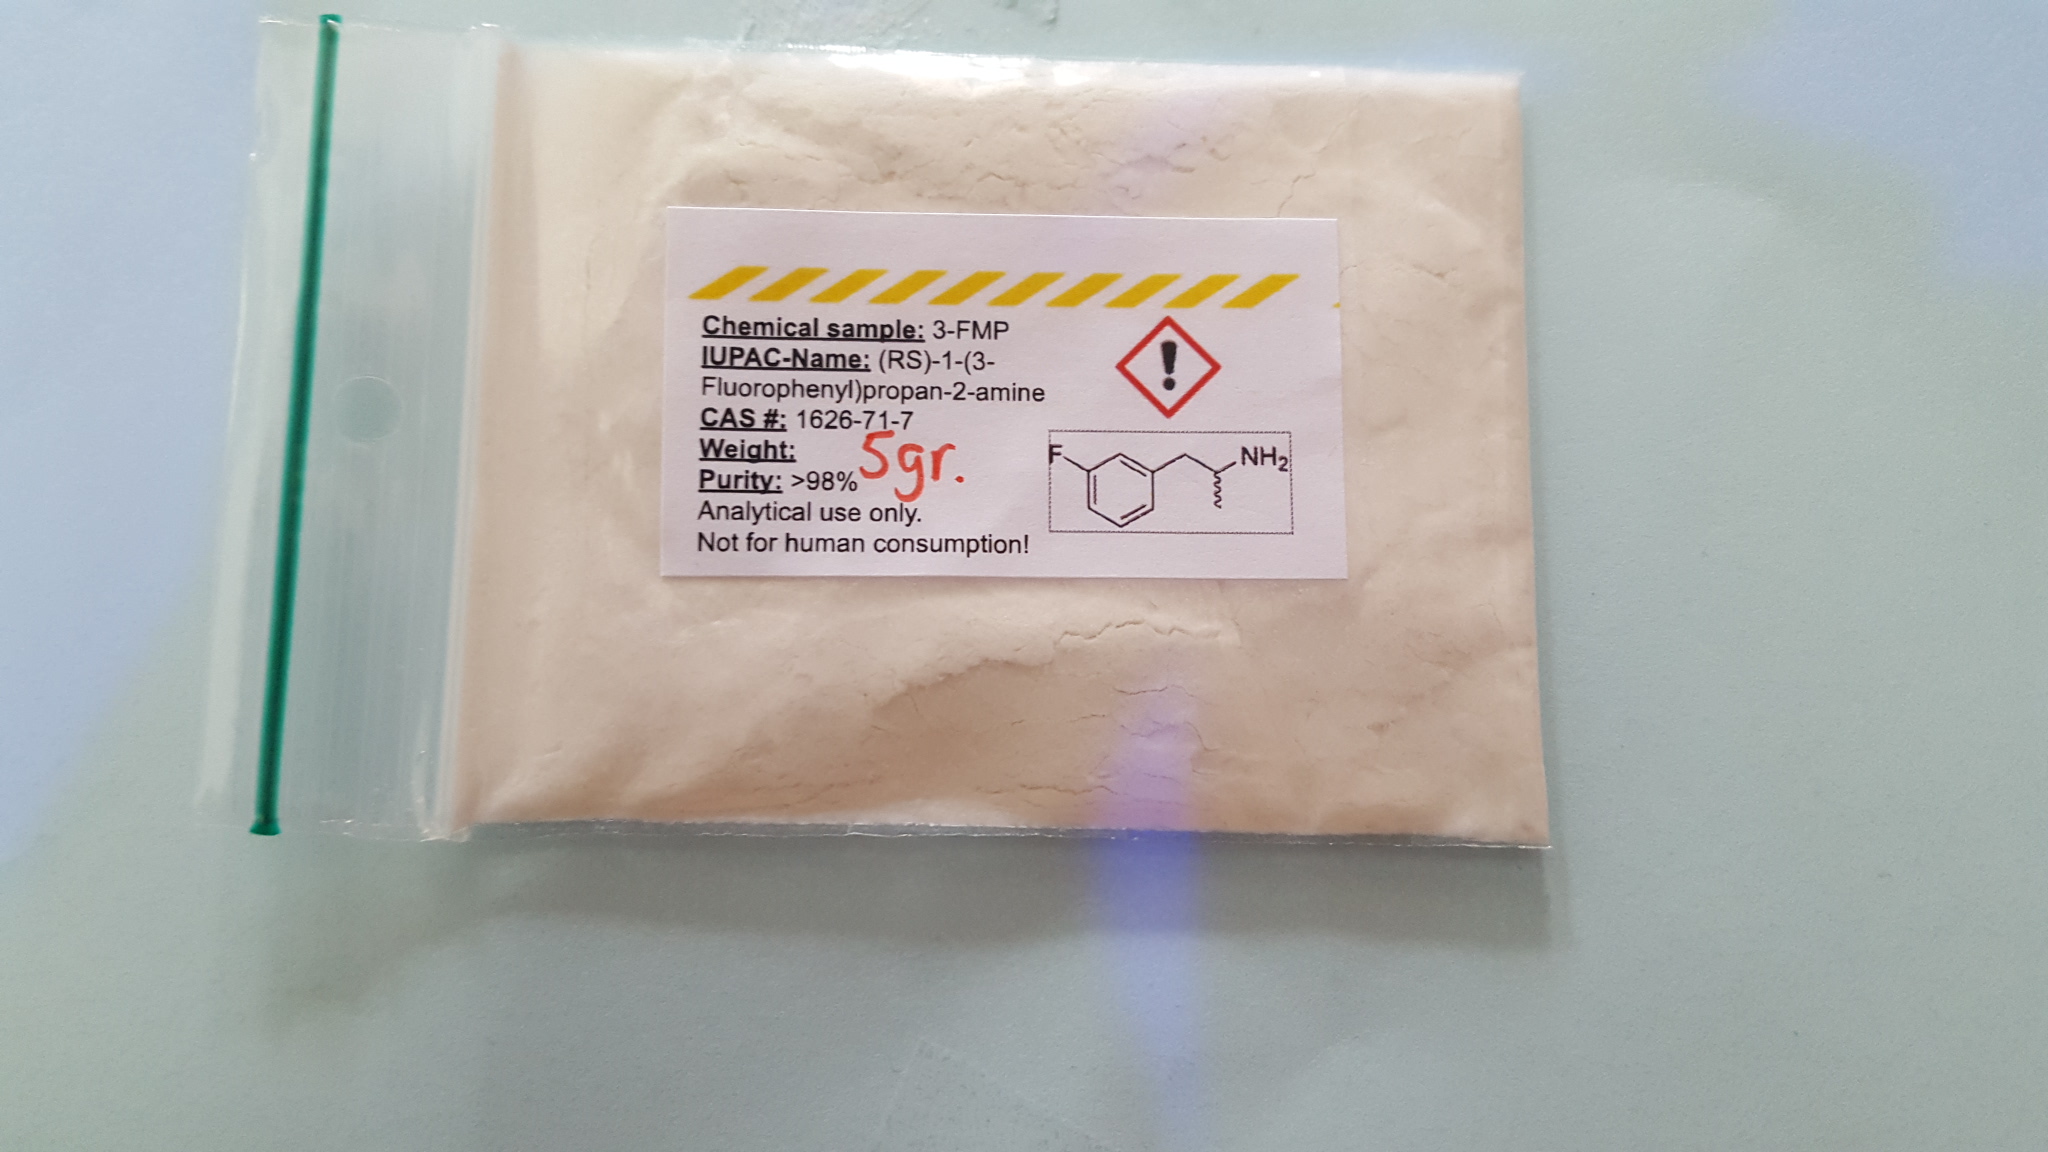 Chemical sample: 3-FMP
IUPAC-Name: (RS)-1-(3-
Fluorophenyl)propan-2-amine
CAS #: 1626-71-7
Weight: 5gr.
Purity: >98%
Analytical use only.
Not for human consumption!
F
NH2